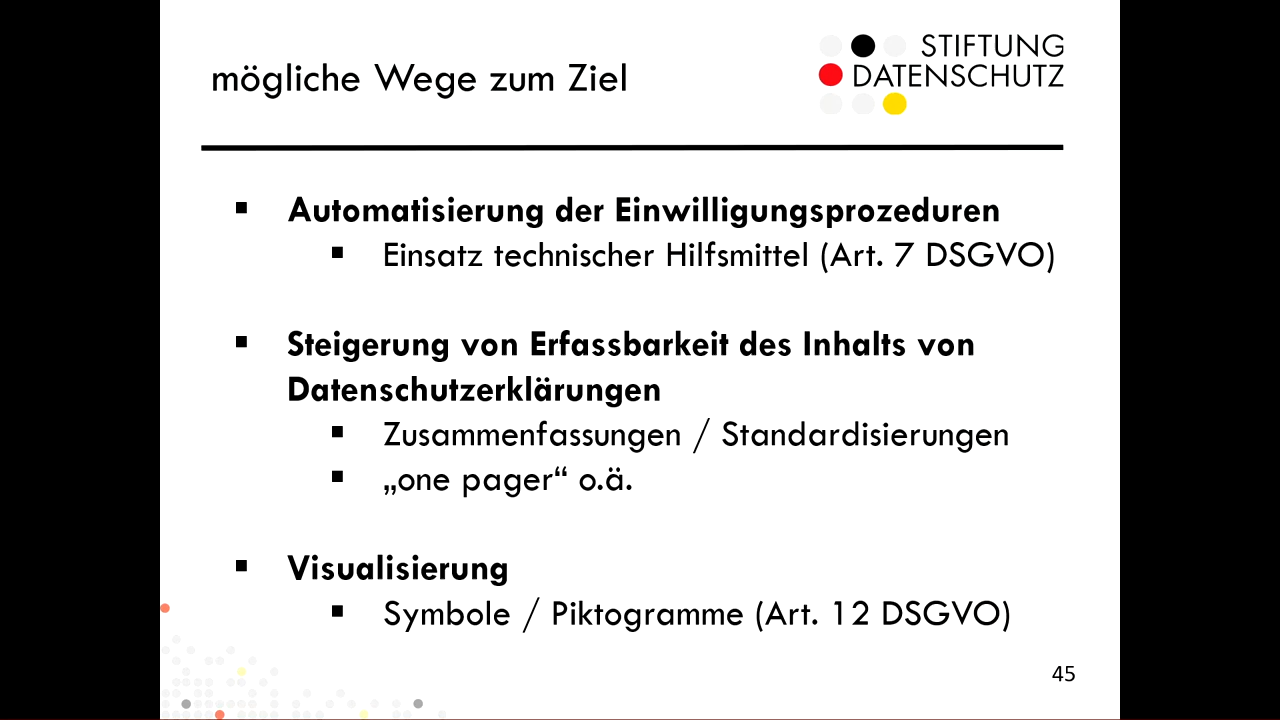 mögliche Wege zum Ziel
STIFTUNG
DATENSCHUTZ
▪ Automatisierung der Einwilligungsprozeduren
▪ Einsatz technischer Hilfsmittel (Art. 7 DSGVO)
▪ Steigerung von Erfassbarkeit des Inhalts von
Datenschutzerklärungen
▪ Zusammenfassungen / Standardisierungen
▪ „one pager“ o.ä.
▪ Visualisierung
▪ Symbole / Piktogramme (Art. 12 DSGVO)
45